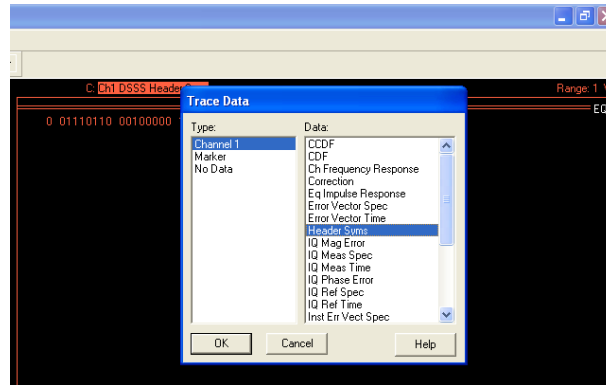 C: Ch1 DSSS Header
Range: 1 V
EQ
0 01110110 00100000
Trace Data
Type:
Channel 1
Marker
No Data
Data:
CCDF
CDF
Ch Frequency Response
Correction
Eq Impulse Response
Error Vector Spec
Error Vector Time
Header Syms
IQ Mag Error
IQ Meas Spec
IQ Meas Time
IQ Phase Error
IQ Ref Spec
IQ Ref Time
Inst Err Vect Spec
OK
Cancel
Help